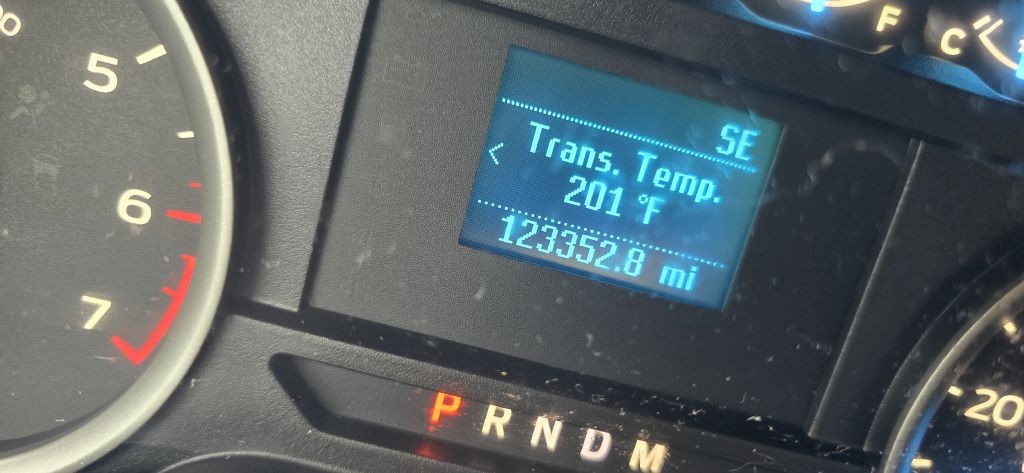 5
6
7
F
C
SE
< Trans. Temp.
201 °F
123352.8 mi
P R N D M
20